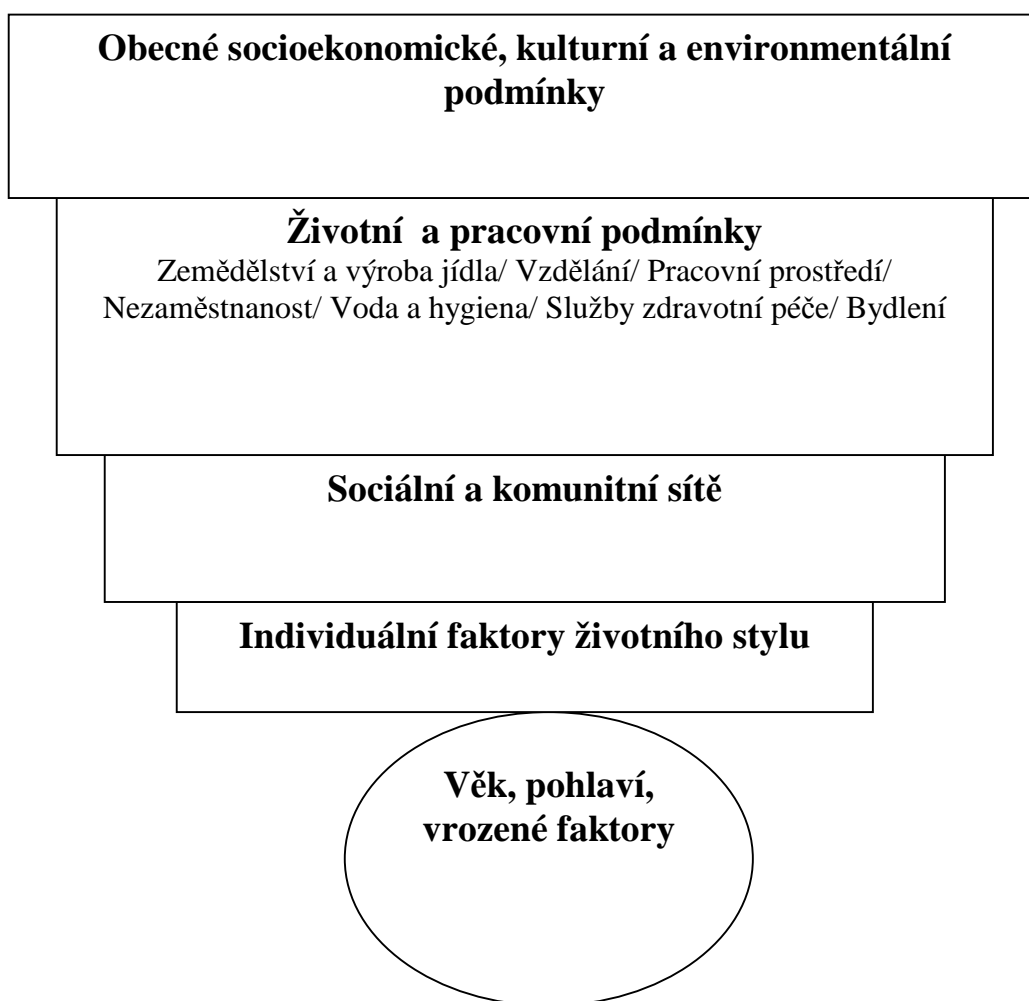 Obecné socioekonomické, kulturní a environmentální
podmínky
Životní a pracovní podmínky
Zemědělství a výroba jídla/ Vzdělání/ Pracovní prostředí/
Nezaměstnanost/ Voda a hygiena/ Služby zdravotní péče/ Bydlení
Sociální a komunitní sítě
Individuální faktory životního stylu
Věk, pohlaví,
vrozené faktory